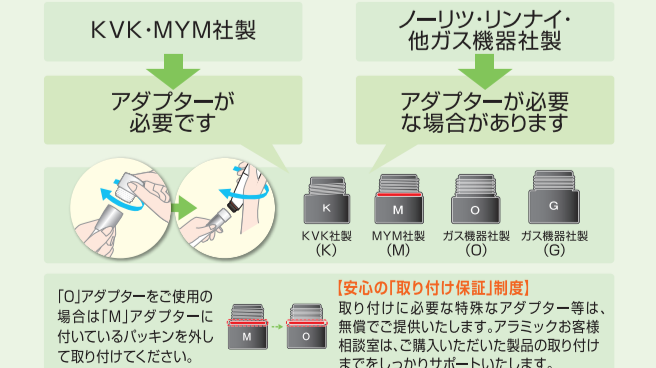 KVK・MYM社製
ノーリツ・リンナイ・
他ガス機器社製
アダプターが
必要です
アダプターが必要
な場合があります
K
M
O
G
KVK社製
(K)
MYM社製
(M)
ガス機器社製
(O)
ガス機器社製
(G)
「O」アダプターをご使用の
場合は「M」アダプターに
付いているパッキンを外し
て取り付けてください。
M
O
【安心の「取り付け保証」制度】
取り付けに必要な特殊なアダプター等は、
無償でご提供いたします。アラミックお客様
相談室は、ご購入いただいた製品の取り付け
までをしっかりサポートいたします。